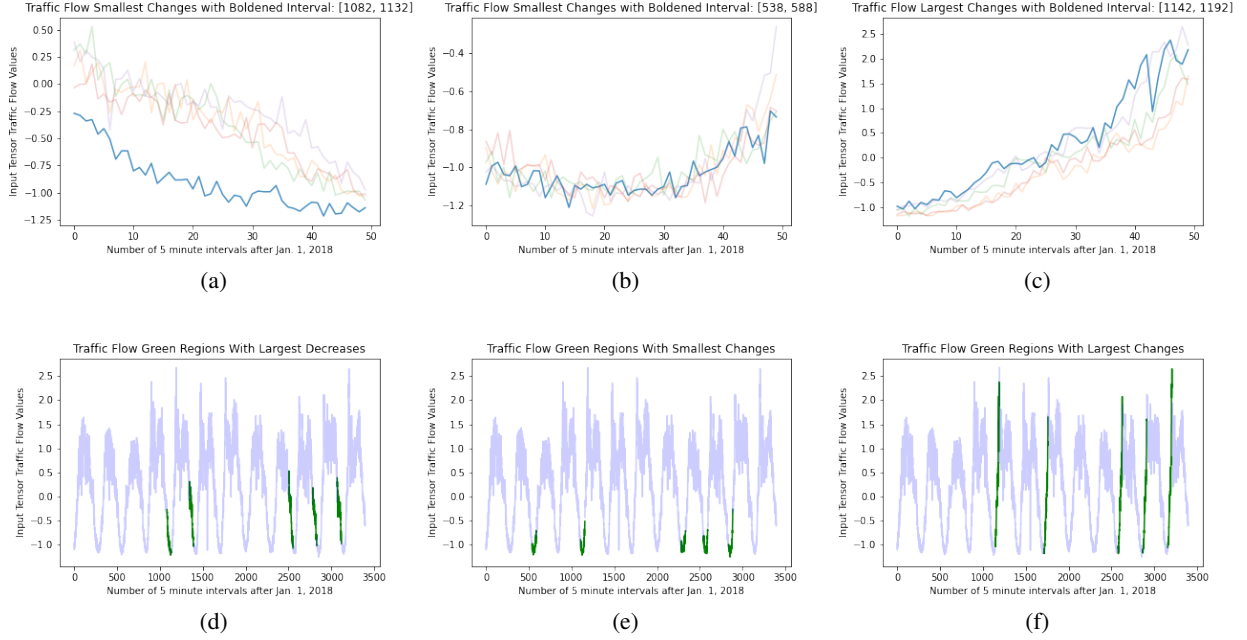 Traffic Flow Smallest Changes with Boldened Interval: [1082, 1132]
Input Tensor Traffic Flow Values
0.50
0.25
0.00
−0.25
−0.50
−0.75
−1.00
−1.25
0 10 20 30 40 50
Number of 5 minute intervals after Jan. 1, 2018
(a)
Traffic Flow Smallest Changes with Boldened Interval: [538, 588]
Input Tensor Traffic Flow Values
−0.4
−0.6
−0.8
−1.0
−1.2
0 10 20 30 40 50
Number of 5 minute intervals after Jan. 1, 2018
(b)
Traffic Flow Largest Changes with Boldened Interval: [1142, 1192]
Input Tensor Traffic Flow Values
2.5
2.0
1.5
1.0
0.5
0.0
−0.5
−1.0
0 10 20 30 40 50
Number of 5 minute intervals after Jan. 1, 2018
(c)
Traffic Flow Green Regions With Largest Decreases
Input Tensor Traffic Flow Values
2.5
2.0
1.5
1.0
0.5
0.0
−0.5
−1.0
0 500 1000 1500 2000 2500 3000 3500
Number of 5 minute intervals after Jan. 1, 2018
(d)
Traffic Flow Green Regions With Smallest Changes
Input Tensor Traffic Flow Values
2.5
2.0
1.5
1.0
0.5
0.0
−0.5
−1.0
0 500 1000 1500 2000 2500 3000 3500
Number of 5 minute intervals after Jan. 1, 2018
(e)
Traffic Flow Green Regions With Largest Changes
Input Tensor Traffic Flow Values
2.5
2.0
1.5
1.0
0.5
0.0
−0.5
−1.0
0 500 1000 1500 2000 2500 3000 3500
Number of 5 minute intervals after Jan. 1, 2018
(f)